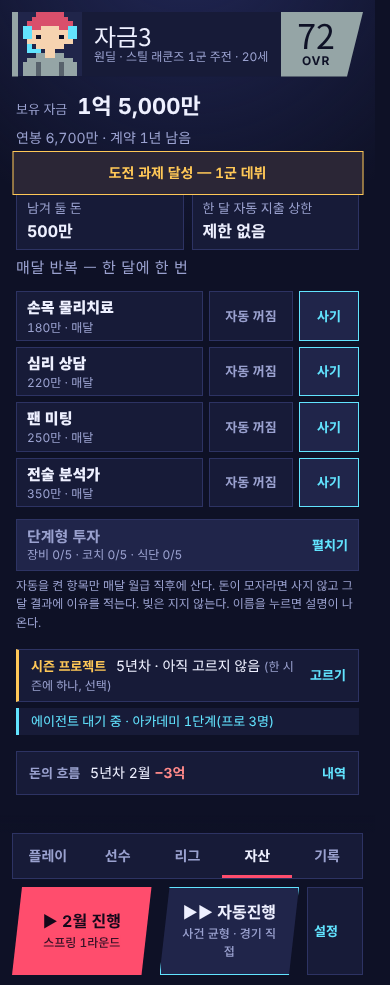 자금3
원딜 · 스틸 래쿤즈 1군 주전 · 20세
72
OVR
보유 자금 1억 5,000만
연봉 6,700만 · 계약 1년 남음
도전 과제 달성 — 1군 데뷔
남겨 둘 돈
500만
한 달 자동 지출 상한
제한 없음
매달 반복 — 한 달에 한 번
손목 물리치료
180만 · 매달
자동 꺼짐
사기
심리 상담
220만 · 매달
자동 꺼짐
사기
팬 미팅
250만 · 매달
자동 꺼짐
사기
전술 분석가
350만 · 매달
자동 꺼짐
사기
단계형 투자
장비 0/5 · 코치 0/5 · 식단 0/5
펼치기
자동을 켠 항목만 매달 월급 직후에 산다. 돈이 모자라면 사지 않고 그
달 결과에 이유를 적는다. 빚은 지지 않는다. 이름을 누르면 설명이 나
온다.
시즌 프로젝트 5년차 · 아직 고르지 않음 (한 시
즌에 하나, 선택)
고르기
에이전트 대기 중 · 아카데미 1단계(프로 3명)
돈의 흐름 5년차 2월 −3억
내역
플레이
선수
리그
자산
기록
▶ 2월 진행
스프링 1라운드
▶▶ 자동진행
사건 균형 · 경기 직
접
설정